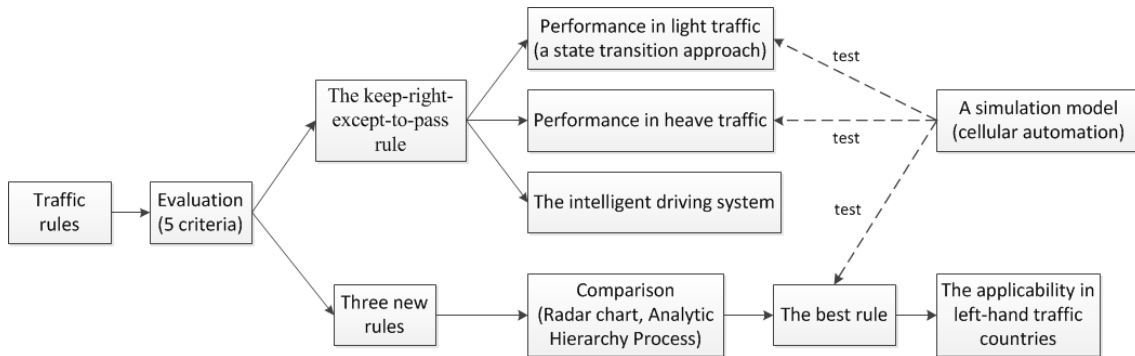 Performance in light traffic
(a state transition approach)
test
The keep-right-
except-to-pass
rule
Performance in heave traffic
test
A simulation model
(cellular automation)
Traffic
rules
Evaluation
(5 criteria)
The intelligent driving system
test
Three new
rules
Comparison
(Radar chart, Analytic
Hierarchy Process)
The best rule
The applicability in
left-hand traffic
countries